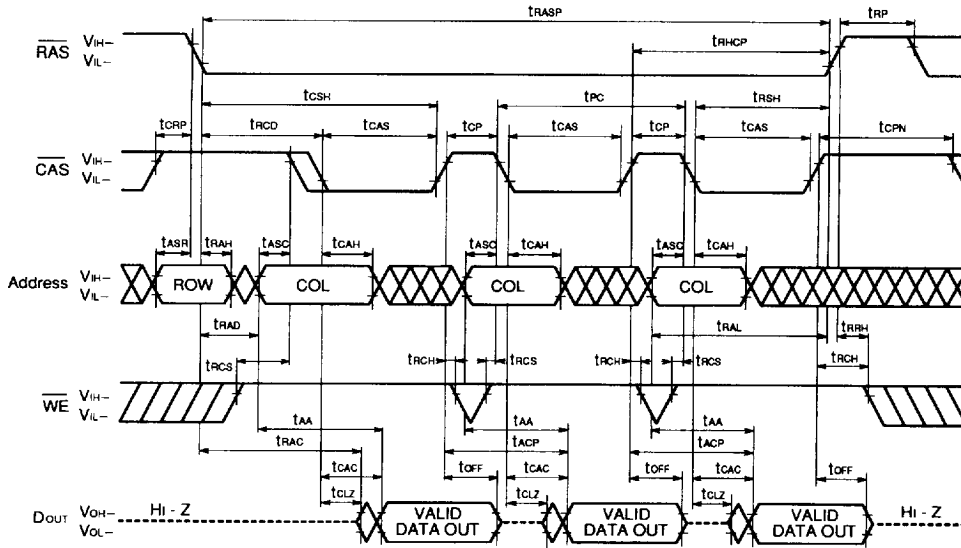 tRASP tRP
tRHCP
RAS VIH–
VIL–
tCSH tPC tRSH
tCRP tRCD tCAS tCP tCAS tCP tCAS tCPN
CAS VIH–
VIL–
tASR tRAH tASC tCAH tASC tCAH tASC tCAH
Address VIH–
VIL–
ROW COL COL COL
tRAD tRAL tRRH
tRCS tRCH tRCS tRCH tRCS tRCH
WE VIH–
VIL–
tAA tAA tAA
tRAC tACP tACP
tCAC tOFF tCAC tOFF tCAC tOFF
tCLZ tCLZ tCLZ
DOUT VOH–
VOL–
HI - Z VALID DATA OUT VALID DATA OUT VALID DATA OUT HI - Z